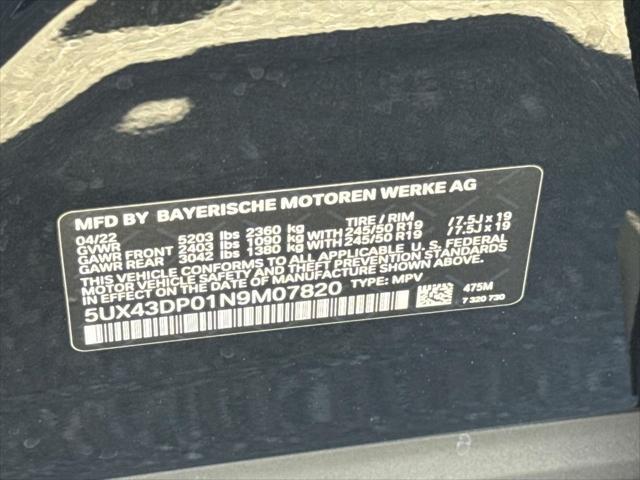 MFD BY BAYERISCHE MOTOREN WERKE AG
04/22 5203 lbs 2360 kg TIRE / RIM
GVWR 2403 lbs 1090 kg WITH 245/50 R19 /7.5J x 19
GAWR FRONT 3042 lbs 1380 kg WITH 245/50 R19 /7.5J x 19
GAWR REAR
THIS VEHICLE CONFORMS TO ALL APPLICABLE U. S. FEDERAL
MOTOR VEHICLE SAFETY AND THEFT PREVENTION STANDARDS
IN EFFECT ON THE DATE OF MANUFACTURE SHOWN ABOVE.
5UX43DP01N9M07820 TYPE: MPV
475M
7 320 730